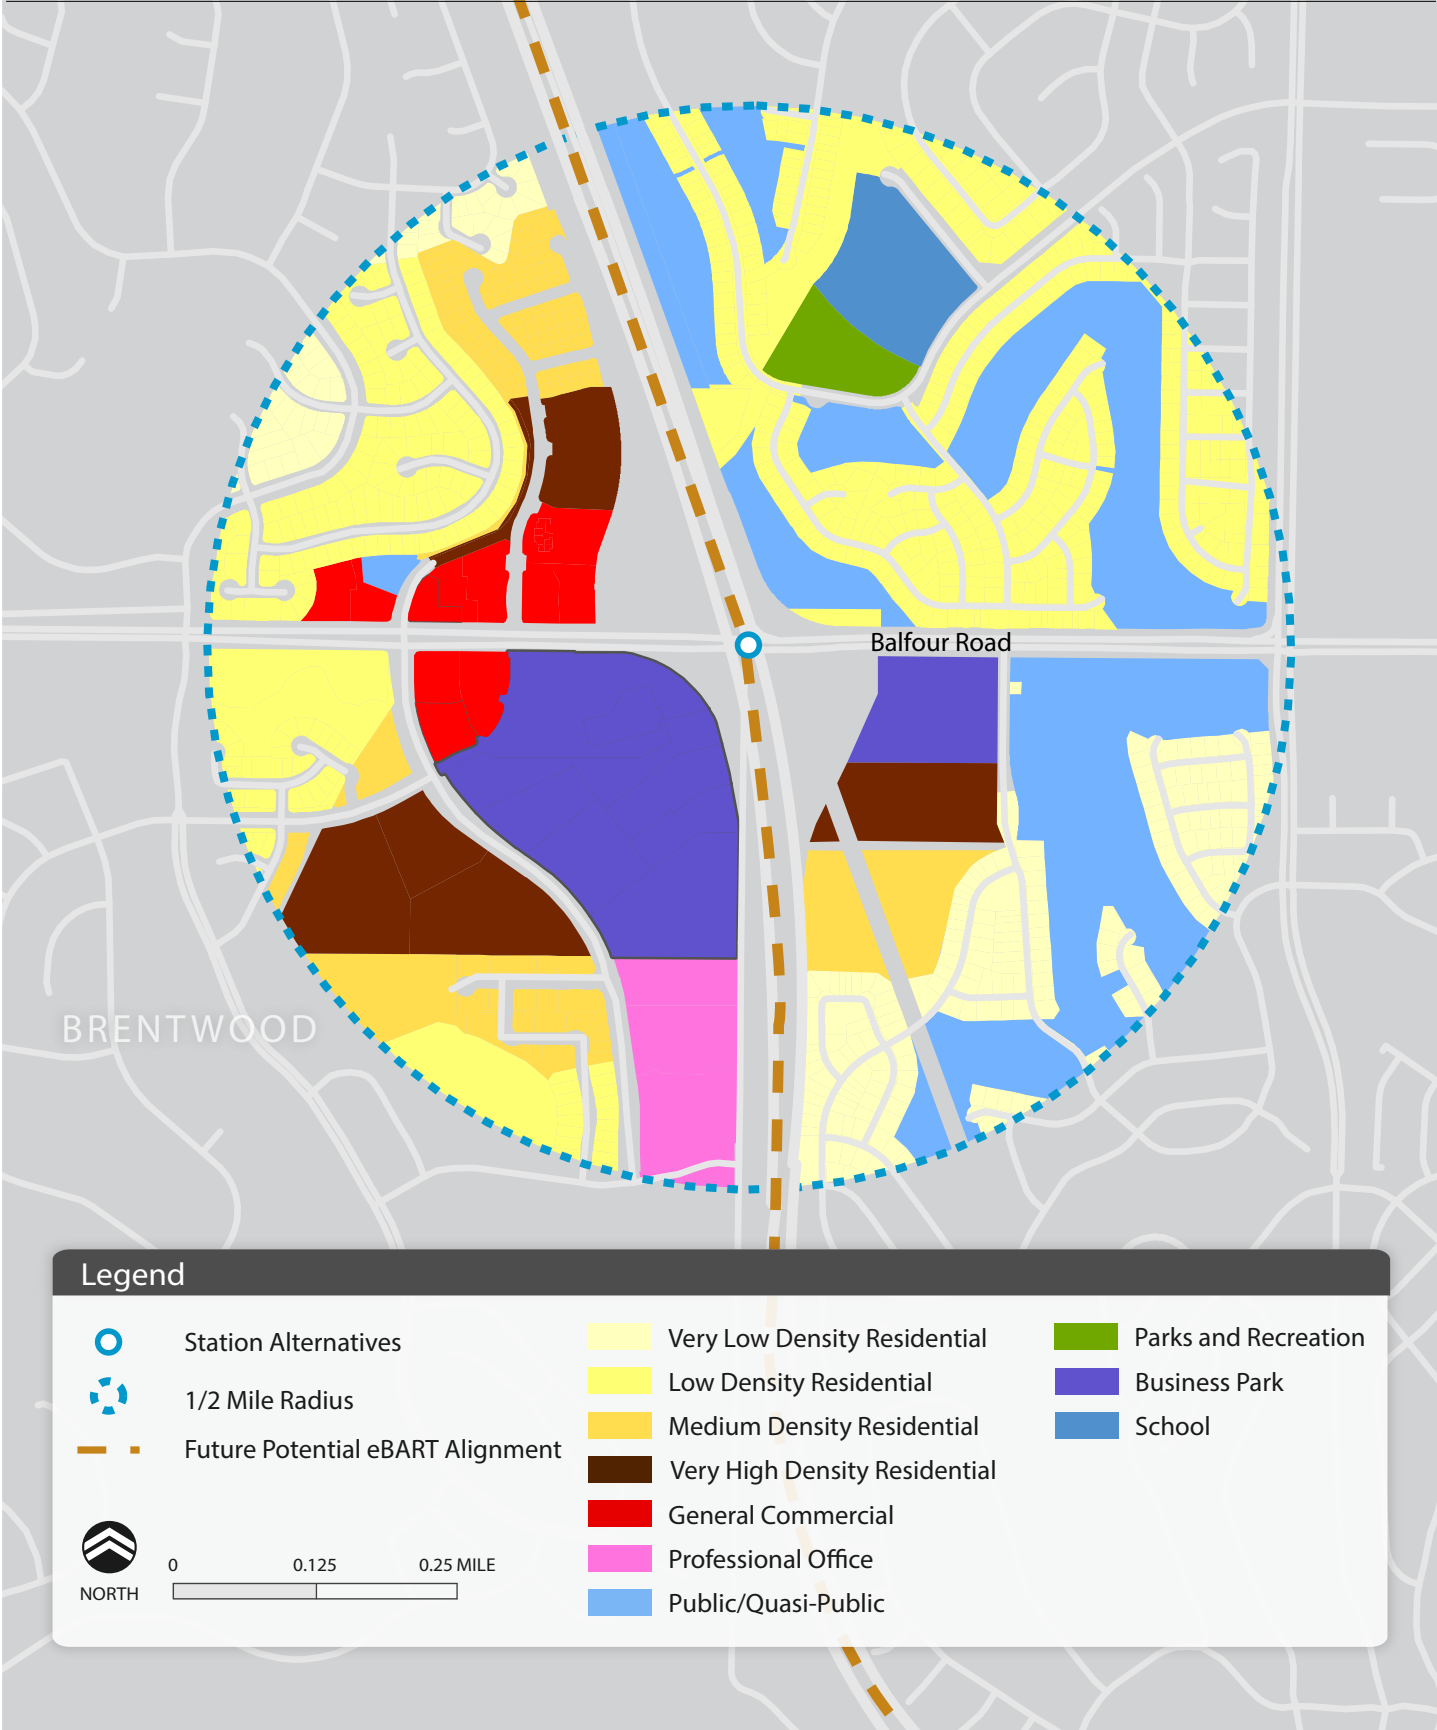 Balfour Road
BRENTWOOD
Legend
Station Alternatives
1/2 Mile Radius
Future Potential eBART Alignment
NORTH
0 0.125 0.25 MILE
Very Low Density Residential
Low Density Residential
Medium Density Residential
Very High Density Residential
General Commercial
Professional Office
Public/Quasi-Public
Parks and Recreation
Business Park
School